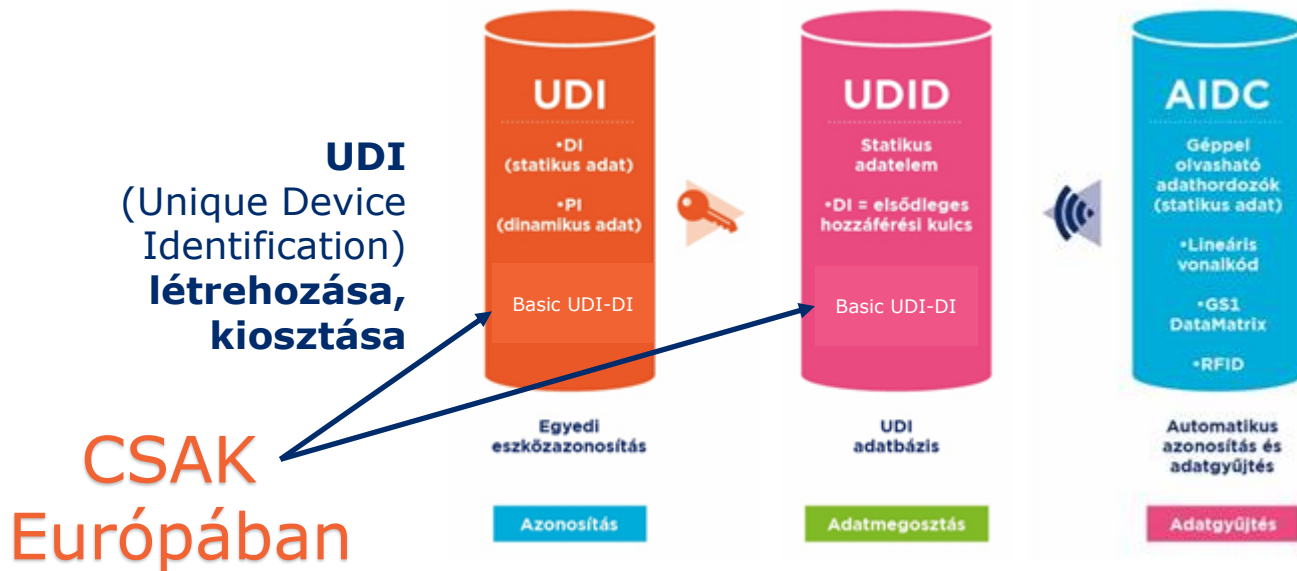 UDI
(Unique Device
Identification)
létrehozása,
kiosztása
CSAK
Európában
UDI
•DI
(statikus adat)
•PI
(dinamikus adat)
Basic UDI-DI
Egyedi
eszközazonosítás
Azonosítás
UDID
Statikus
adatelem
•DI = elsődleges
hozzáférési kulcs
Basic UDI-DI
UDI
adatbázis
Adatmegosztás
AIDC
Géppel
olvasható
adathordozók
(statikus adat)
•Lineáris
vonalkód
•GS1
DataMatrix
•RFID
Automatikus
azonosítás és
adatgyűjtés
Adatgyűjtés